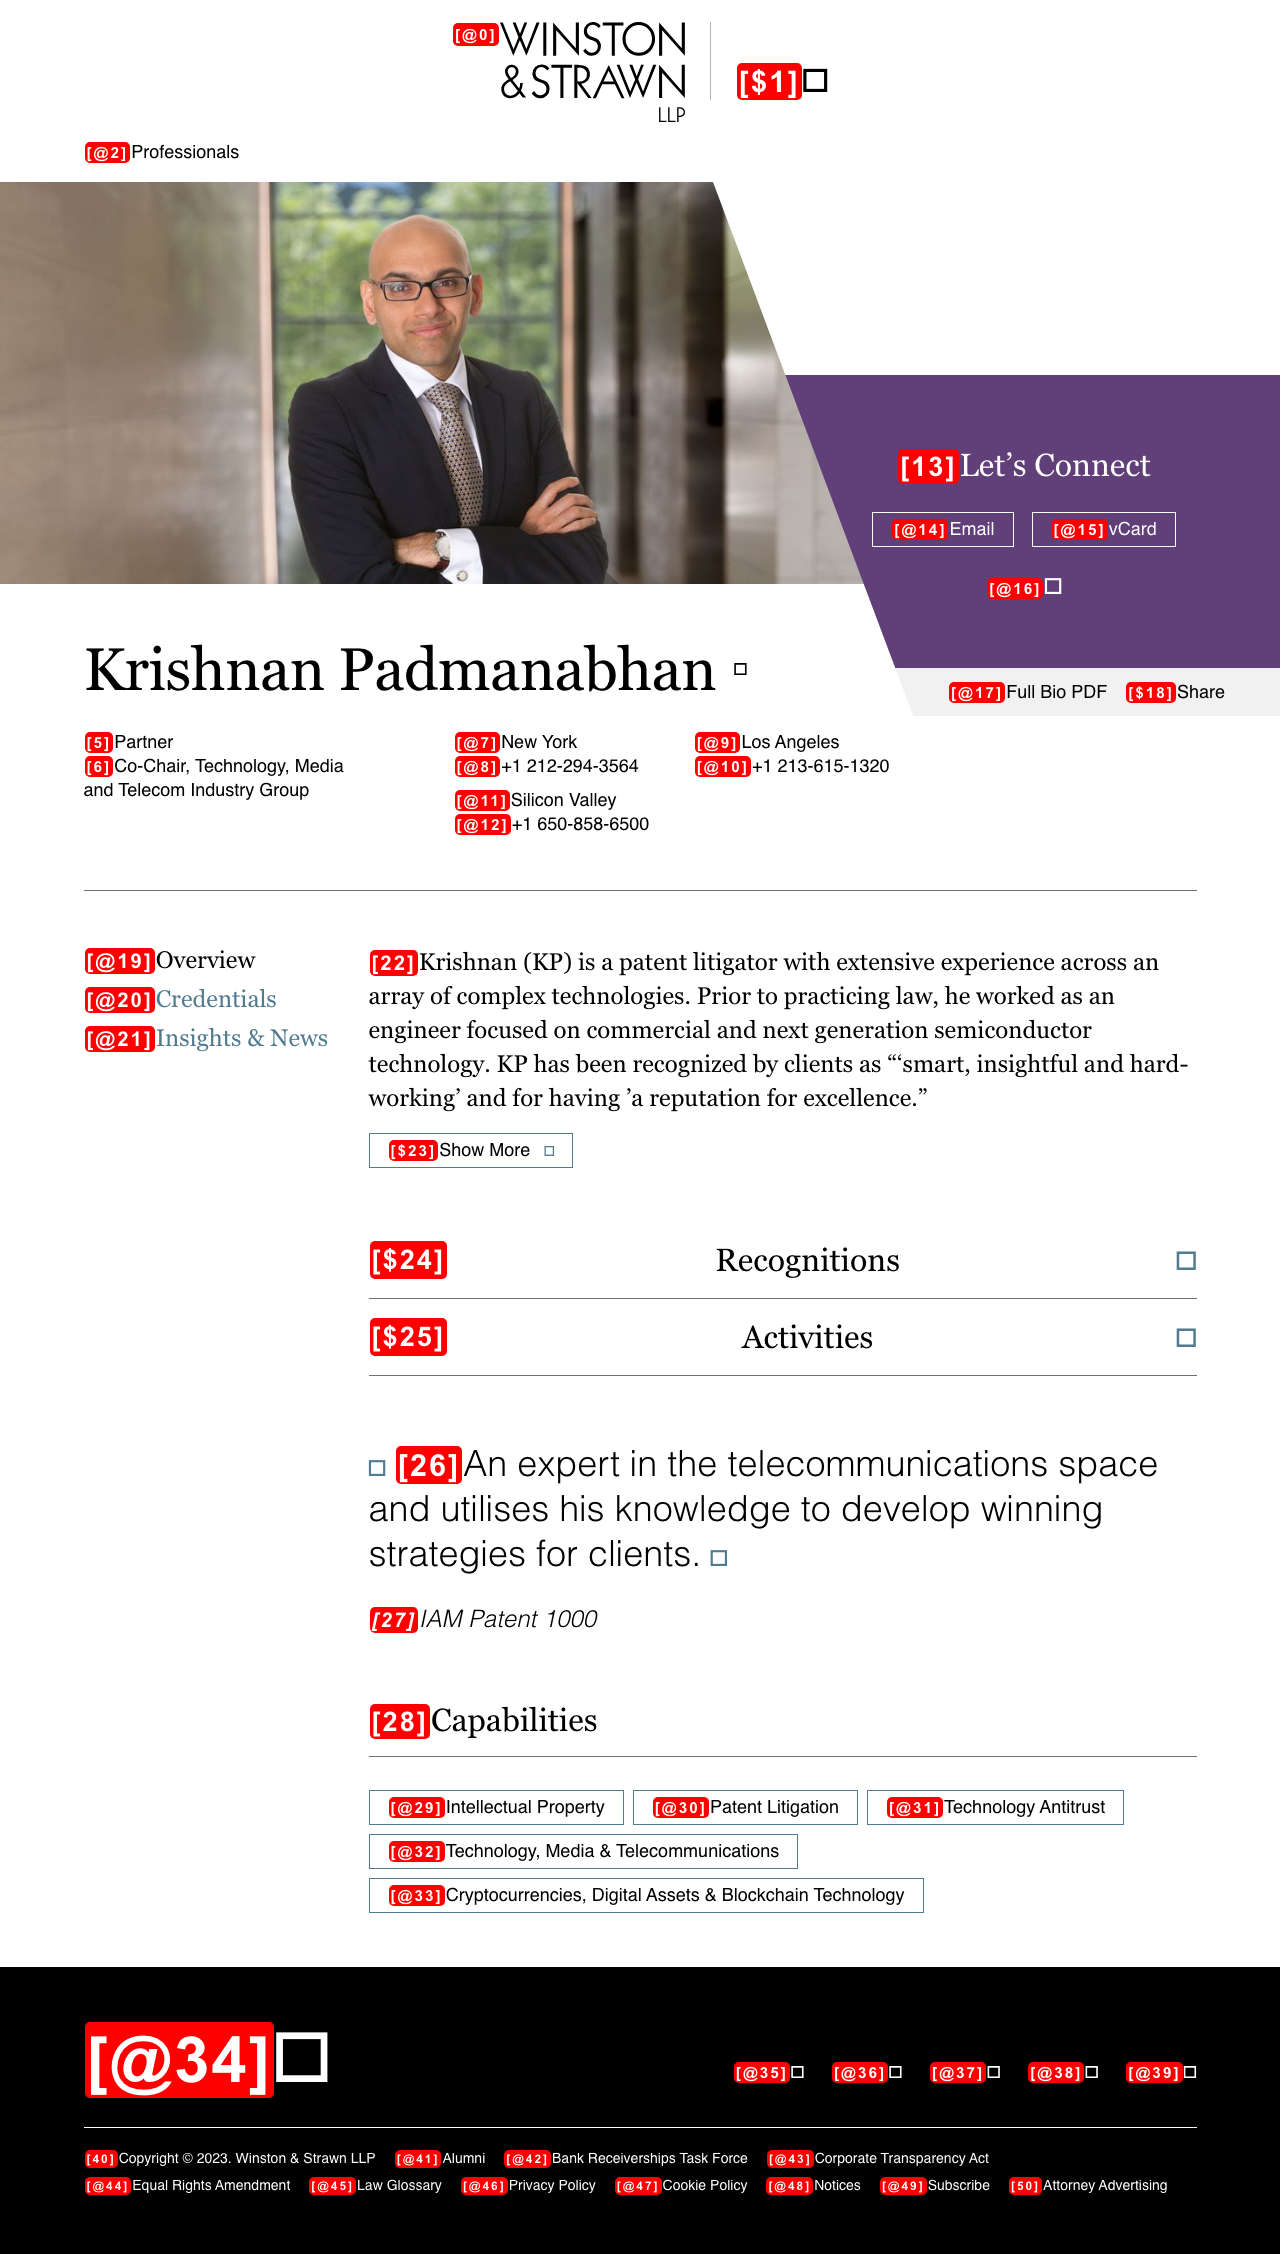 [@0] WINSTON
& STRAWN
LLP
[$1]
[@2] Professionals
[13] Let’s Connect
[@14] Email [@15] vCard
[@16]
Krishnan Padmanabhan
[@17] Full Bio PDF [$18] Share
[5] Partner
[6] Co-Chair, Technology, Media
and Telecom Industry Group
[@7] New York
[@8] +1 212-294-3564
[@9] Los Angeles
[@10] +1 213-615-1320
[@11] Silicon Valley
[@12] +1 650-858-6500
[@19] Overview
[@20] Credentials
[@21] Insights & News
[22] Krishnan (KP) is a patent litigator with extensive experience across an
array of complex technologies. Prior to practicing law, he worked as an
engineer focused on commercial and next generation semiconductor
technology. KP has been recognized by clients as “‘smart, insightful and hard-
working’ and for having ’a reputation for excellence.”
[$23] Show More
[$24] Recognitions
[$25] Activities
[26] An expert in the telecommunications space
and utilises his knowledge to develop winning
strategies for clients.
[27] IAM Patent 1000
[28] Capabilities
[@29] Intellectual Property [@30] Patent Litigation [@31] Technology Antitrust
[@32] Technology, Media & Telecommunications
[@33] Cryptocurrencies, Digital Assets & Blockchain Technology
[@34]
[@35] [@36] [@37] [@38] [@39]
[40] Copyright © 2023. Winston & Strawn LLP [@41] Alumni [@42] Bank Receiverships Task Force [@43] Corporate Transparency Act
[@44] Equal Rights Amendment [@45] Law Glossary [@46] Privacy Policy [@47] Cookie Policy [@48] Notices [@49] Subscribe [50] Attorney Advertising